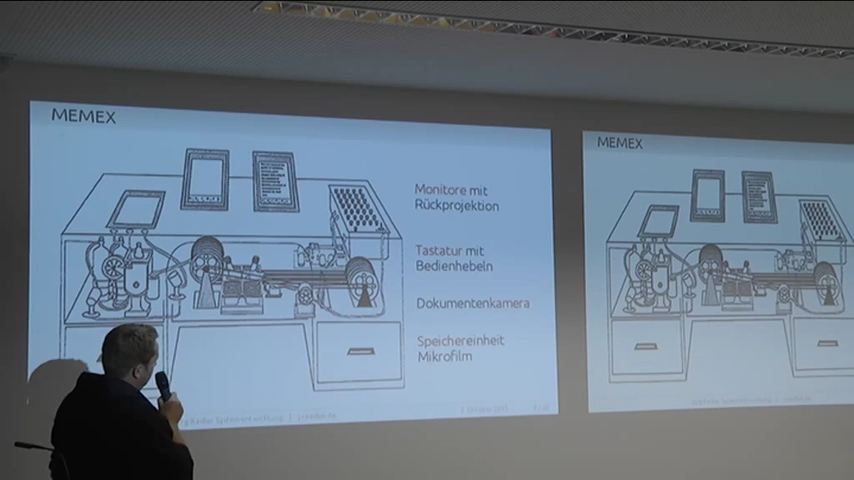 MEMEX
Monitore mit
Rückprojektion
Tastatur mit
Bedienhebeln
Dokumentenkamera
Speichereinheit
Mikrofilm
MEMEX